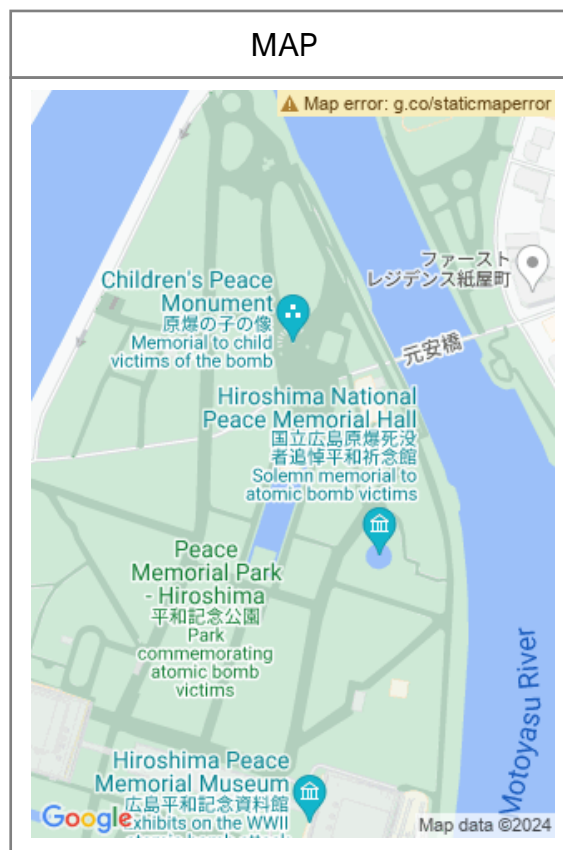 MAP
Map error: g.co/staticmaperror
ファースト
レジデンス紙屋町
Children's Peace
Monument
原爆の子の像
Memorial to child
victims of the bomb
元安橋
Hiroshima National
Peace Memorial Hall
国立広島原爆死没
者追悼平和祈念館
Solemn memorial to
atomic bomb victims
Peace
Memorial Park
- Hiroshima
平和記念公園
Park
commemorating
atomic bomb
victims
Motoyasu River
Hiroshima Peace
Memorial Museum
広島平和記念資料館
Exhibits on the WWII
Google
Map data ©2024